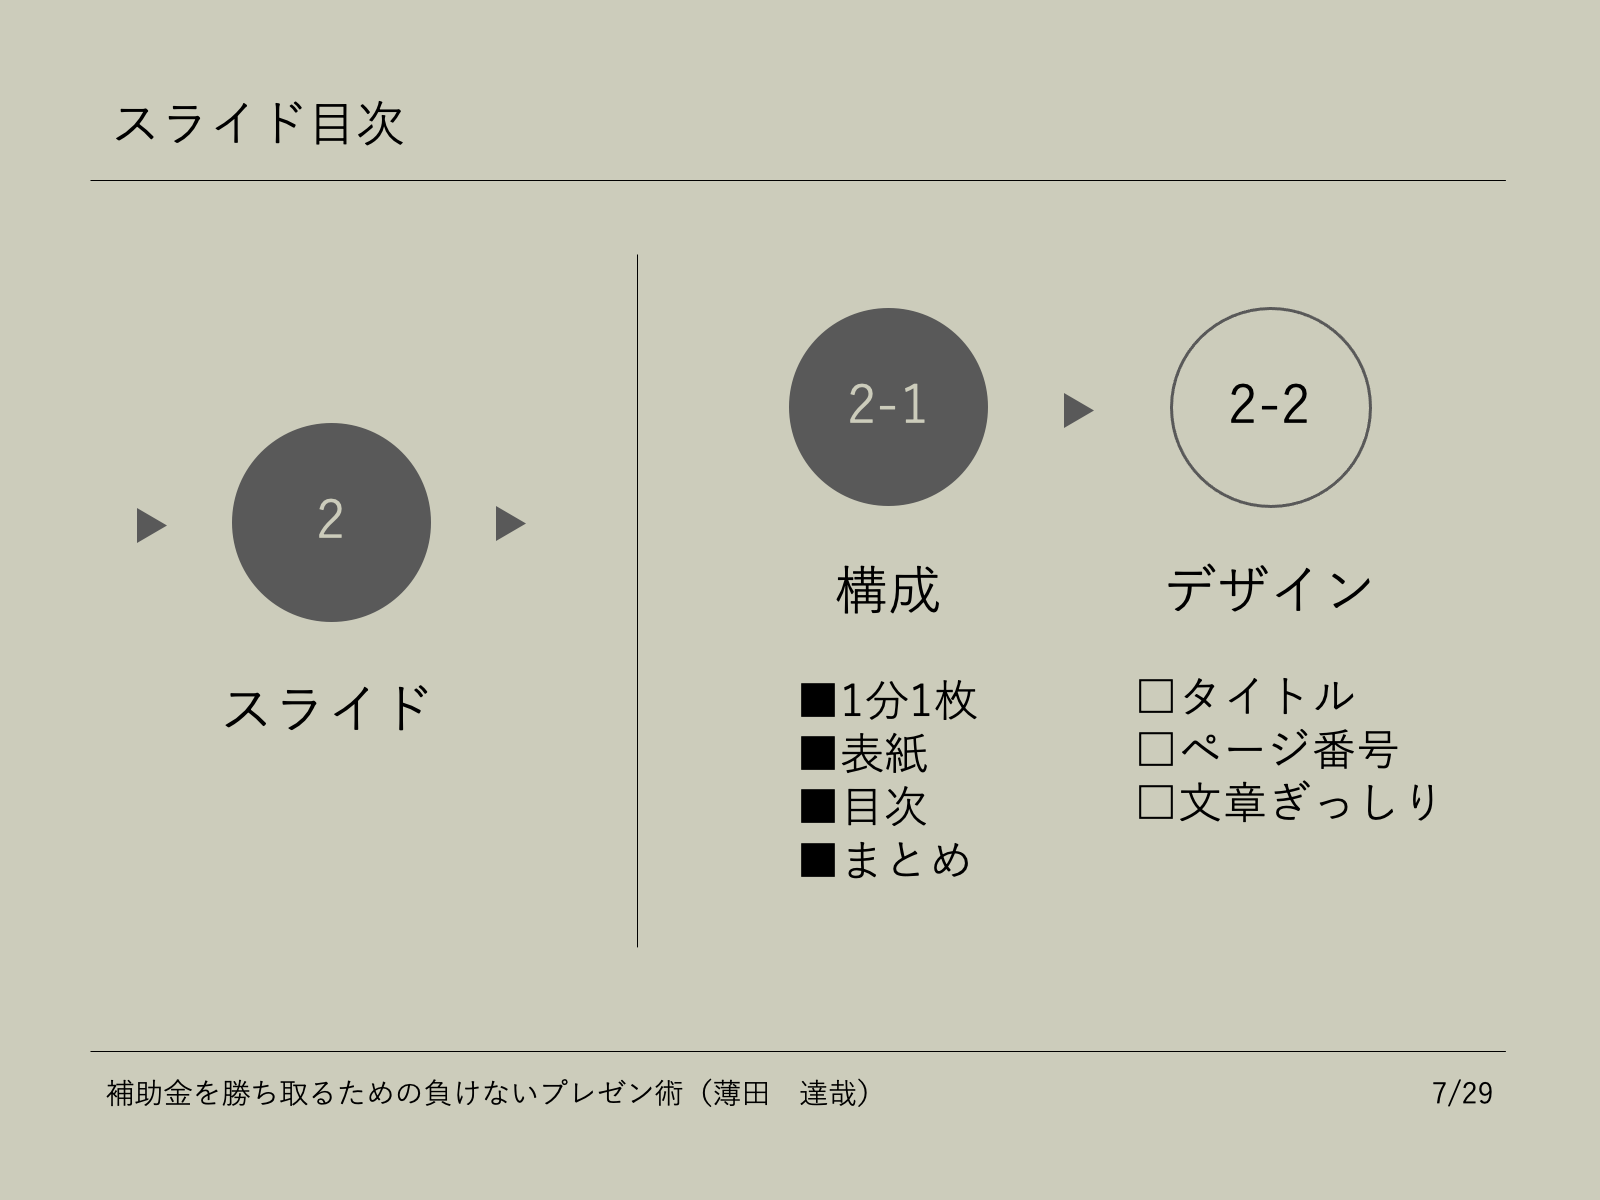 スライド目次
2
スライド
2-1
構成
■1分1枚
■表紙
■目次
■まとめ
2-2
デザイン
□タイトル
□ページ番号
□文章ぎっしり
補助金を勝ち取るための負けないプレゼン術（薄田　達哉）
7/29